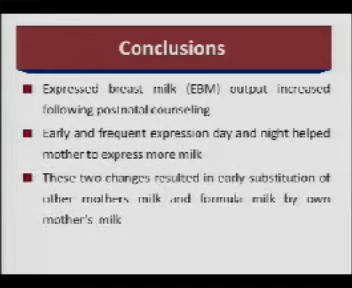 Conclusions
Expressed breast milk (EBM) output increased
following postnatal counseling
Early and frequent expression day and night helped
mother to express more milk
These two changes resulted in early substitution of
other mothers milk and formula milk by own
mother's milk